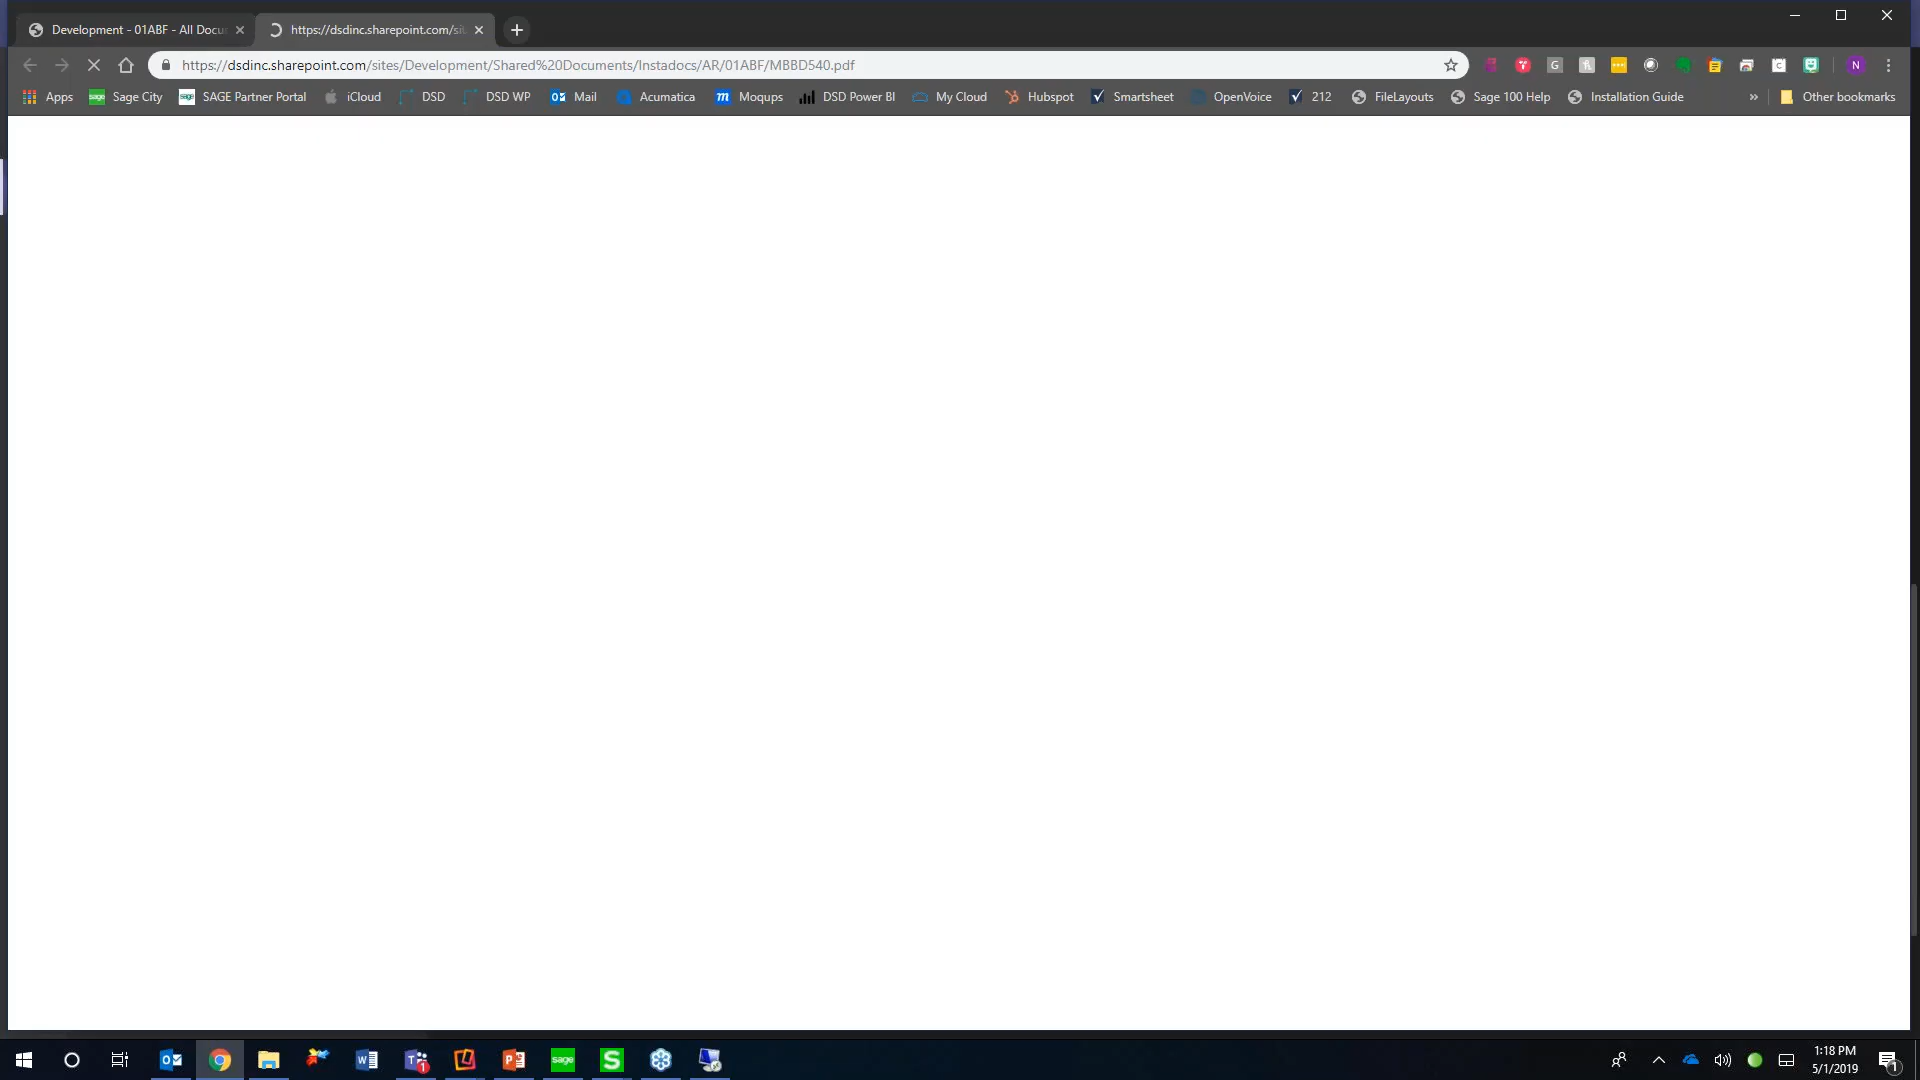 Development - 01ABF - All Docu
https://dsdinc.sharepoint.com/si
https://dsdinc.sharepoint.com/sites/Development/Shared%20Documents/Instadocs/AR/01ABF/MBBD540.pdf
N
Apps Sage City SAGE Partner Portal iCloud DSD DSD WP Mail Acumatica Moqups DSD Power BI My Cloud Hubspot Smartsheet OpenVoice 212 FileLayouts Sage 100 Help Installation Guide » Other bookmarks
sage
1:18 PM
5/1/2019